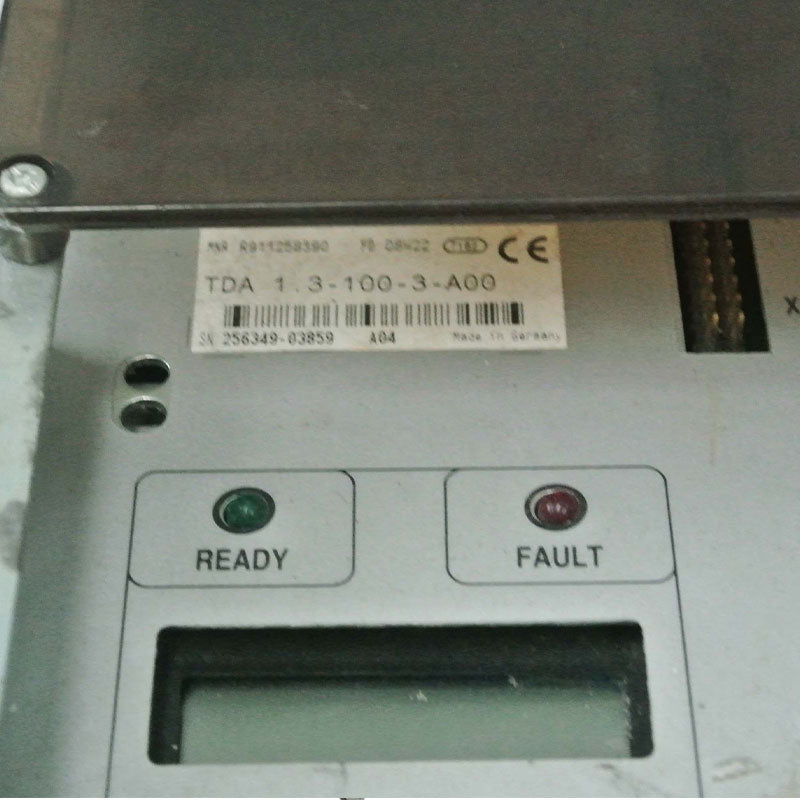 MNR R911258390 FD 08W22 7182 CE
TDA 1.3-100-3-A00
SN 256349-03859 A04 Made in Germany
X
READY FAULT